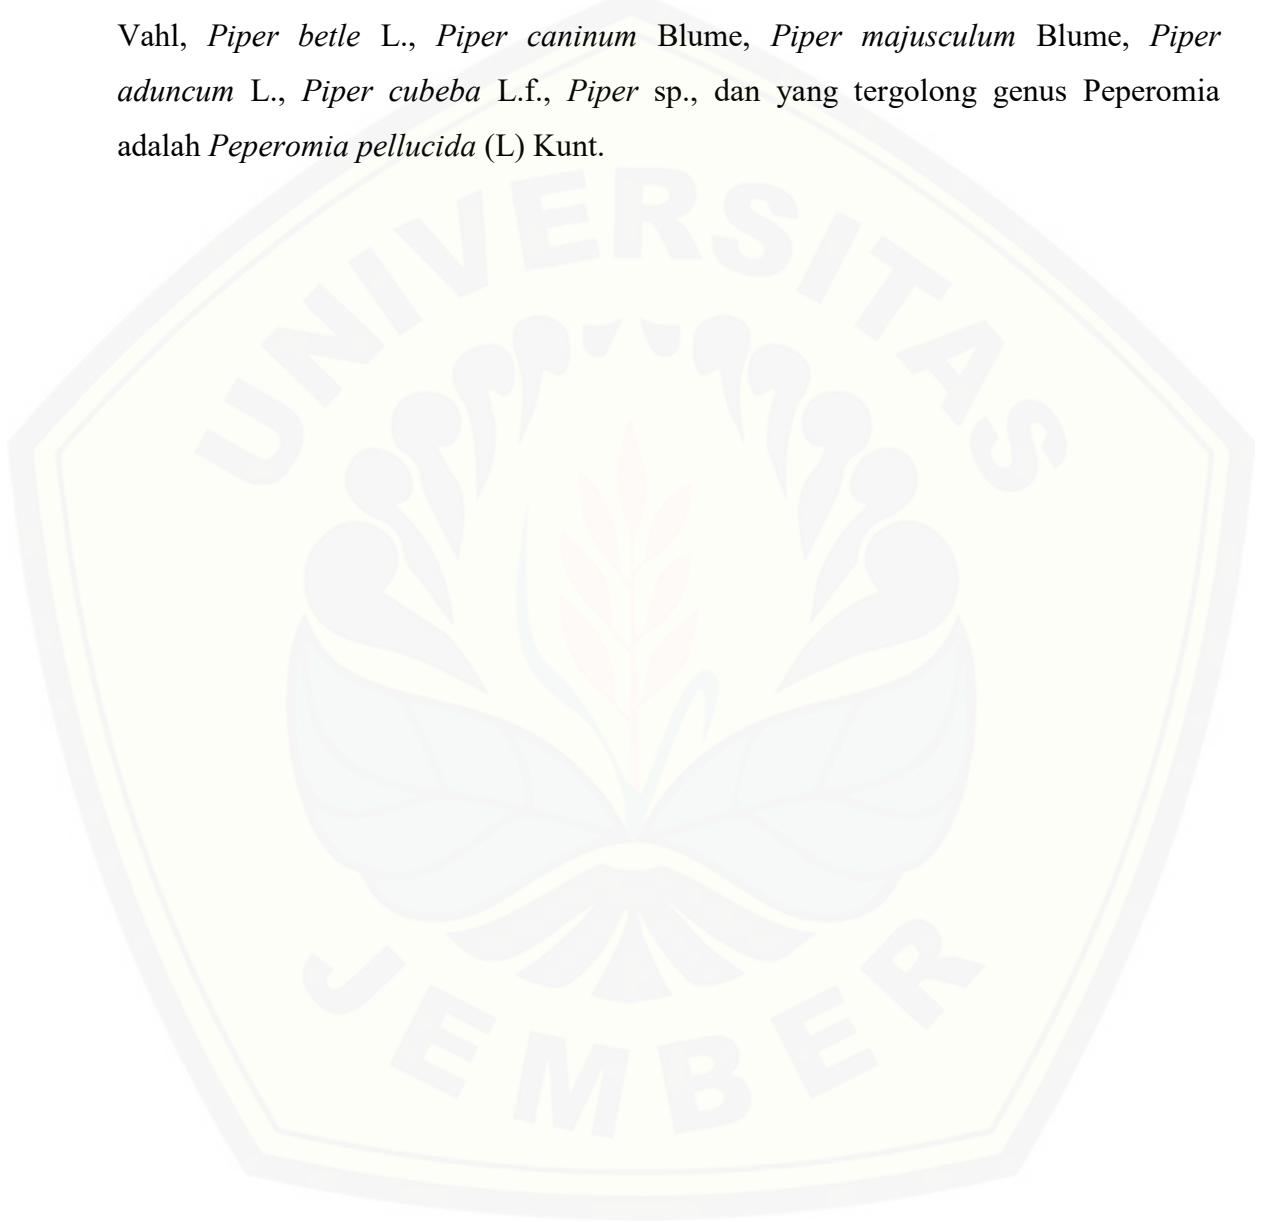 Vahl, Piper betle L., Piper caninum Blume, Piper majusculum Blume, Piper
aduncum L., Piper cubeba L.f., Piper sp., dan yang tergolong genus Peperomia
adalah Peperomia pellucida (L) Kunt.
UNIVERSITAS
JEMBER